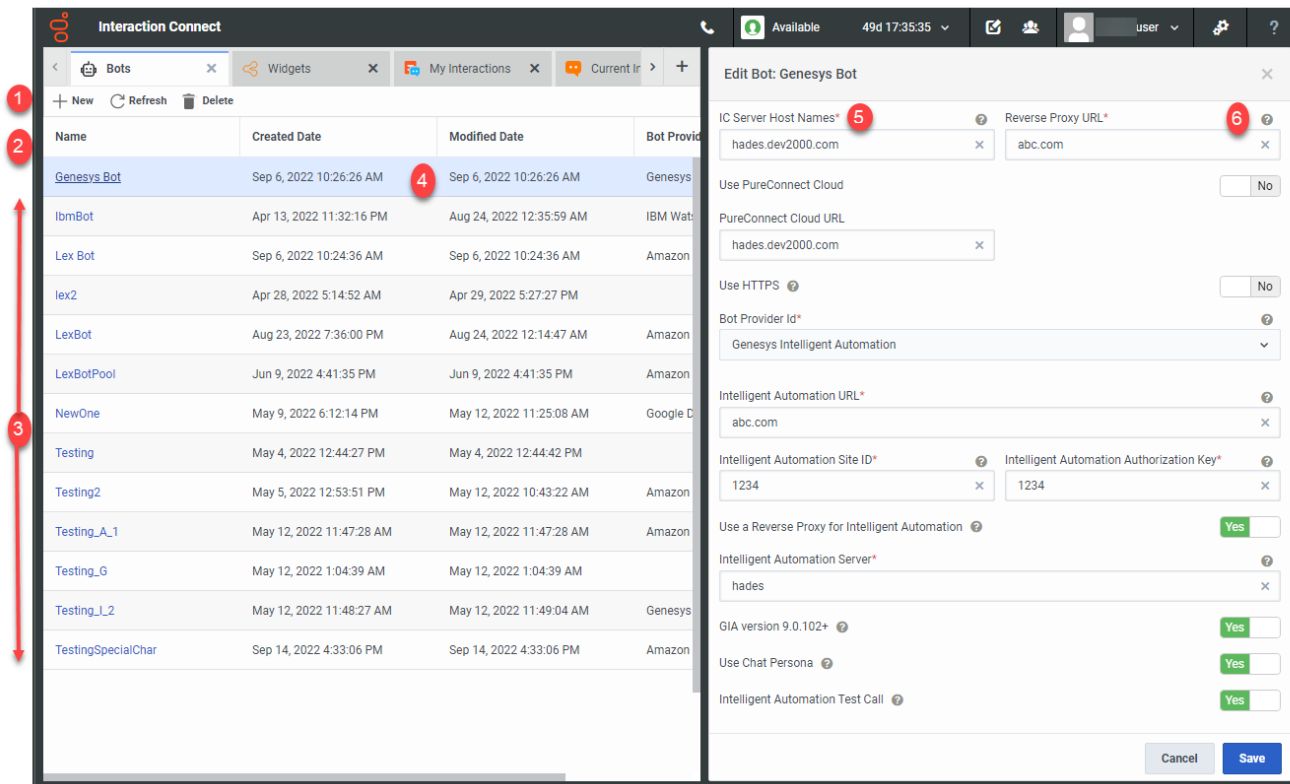 Interaction Connect
Available 49d 17:35:35 user ?
Bots Widgets My Interactions Current In
1
New Refresh Delete
2
Name Created Date Modified Date Bot Provid
Genesys Bot Sep 6, 2022 10:26:26 AM 4 Sep 6, 2022 10:26:26 AM Genesys
IbmBot Apr 13, 2022 11:32:16 PM Aug 24, 2022 12:35:59 AM IBM Wats
Lex Bot Sep 6, 2022 10:24:36 AM Sep 6, 2022 10:24:36 AM Amazon
lex2 Apr 28, 2022 5:14:52 AM Apr 29, 2022 5:27:27 PM
LexBot Aug 23, 2022 7:36:00 PM Aug 24, 2022 12:14:47 AM Amazon
LexBotPool Jun 9, 2022 4:41:35 PM Jun 9, 2022 4:41:35 PM Amazon
NewOne May 9, 2022 6:12:14 PM May 12, 2022 11:25:08 AM Google D
3
Testing May 4, 2022 12:44:27 PM May 4, 2022 12:44:42 PM
Testing2 May 5, 2022 12:53:51 PM May 12, 2022 10:43:22 AM Amazon
Testing_A_1 May 12, 2022 11:47:28 AM May 12, 2022 11:47:28 AM Amazon
Testing_G May 12, 2022 1:04:39 AM May 12, 2022 1:04:39 AM
Testing_I_2 May 12, 2022 11:48:27 AM May 12, 2022 11:49:04 AM Genesys
TestingSpecialChar Sep 14, 2022 4:33:06 PM Sep 14, 2022 4:33:06 PM Amazon
Edit Bot: Genesys Bot
IC Server Host Names* 5 ? Reverse Proxy URL* 6 ?
hades.dev2000.com abc.com
Use PureConnect Cloud No
PureConnect Cloud URL
hades.dev2000.com
Use HTTPS ? No
Bot Provider Id* ?
Genesys Intelligent Automation
Intelligent Automation URL* ?
abc.com
Intelligent Automation Site ID* ? Intelligent Automation Authorization Key* ?
1234 1234
Use a Reverse Proxy for Intelligent Automation ? Yes
Intelligent Automation Server* ?
hades
GIA version 9.0.102+ ? Yes
Use Chat Persona ? Yes
Intelligent Automation Test Call ? Yes
Cancel Save